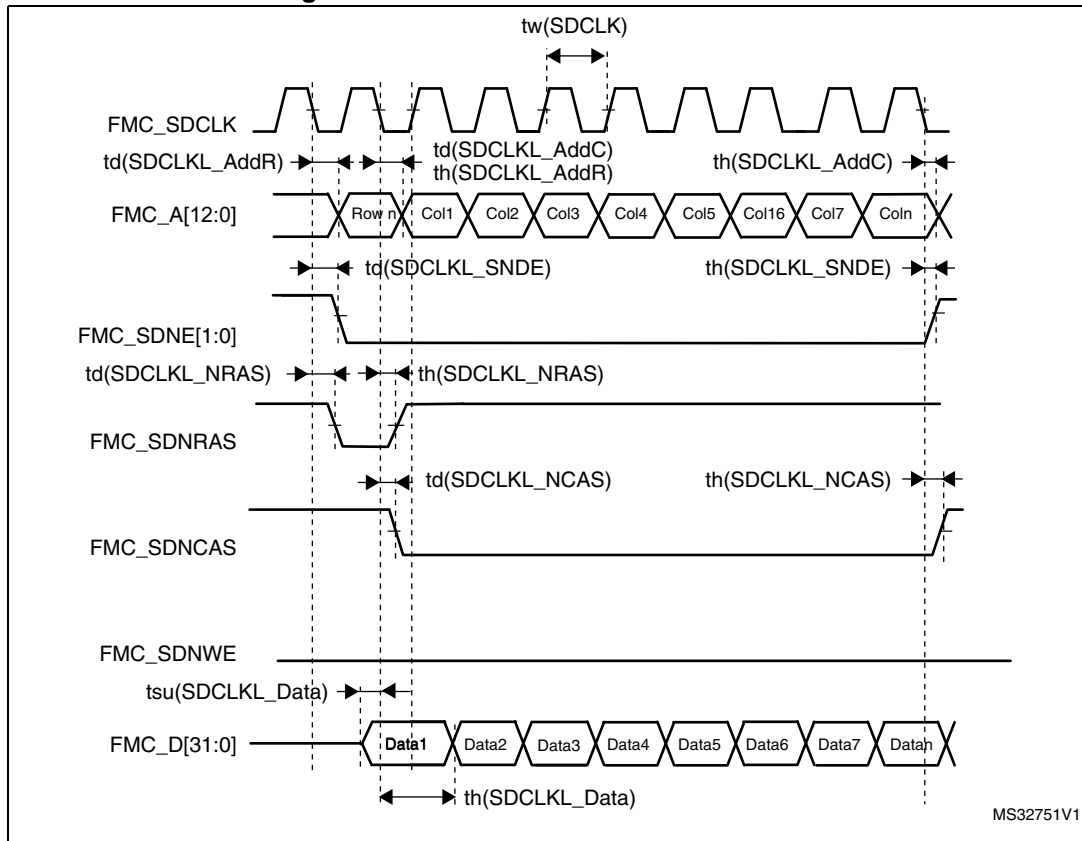 tw(SDCLK)
FMC_SDCLK
td(SDCLKL_AddR)
td(SDCLKL_AddC)
th(SDCLKL_AddR)
th(SDCLKL_AddC)
FMC_A[12:0]
Row n Col1 Col2 Col3 Col4 Col5 Col16 Col7 Coln
td(SDCLKL_SNDE) th(SDCLKL_SNDE)
FMC_SDNE[1:0]
td(SDCLKL_NRAS) th(SDCLKL_NRAS)
FMC_SDNRAS
td(SDCLKL_NCAS) th(SDCLKL_NCAS)
FMC_SDNCAS
FMC_SDNWE
tsu(SDCLKL_Data)
FMC_D[31:0]
Data1 Data2 Data3 Data4 Data5 Data6 Data7 Datan
th(SDCLKL_Data)
MS32751V1